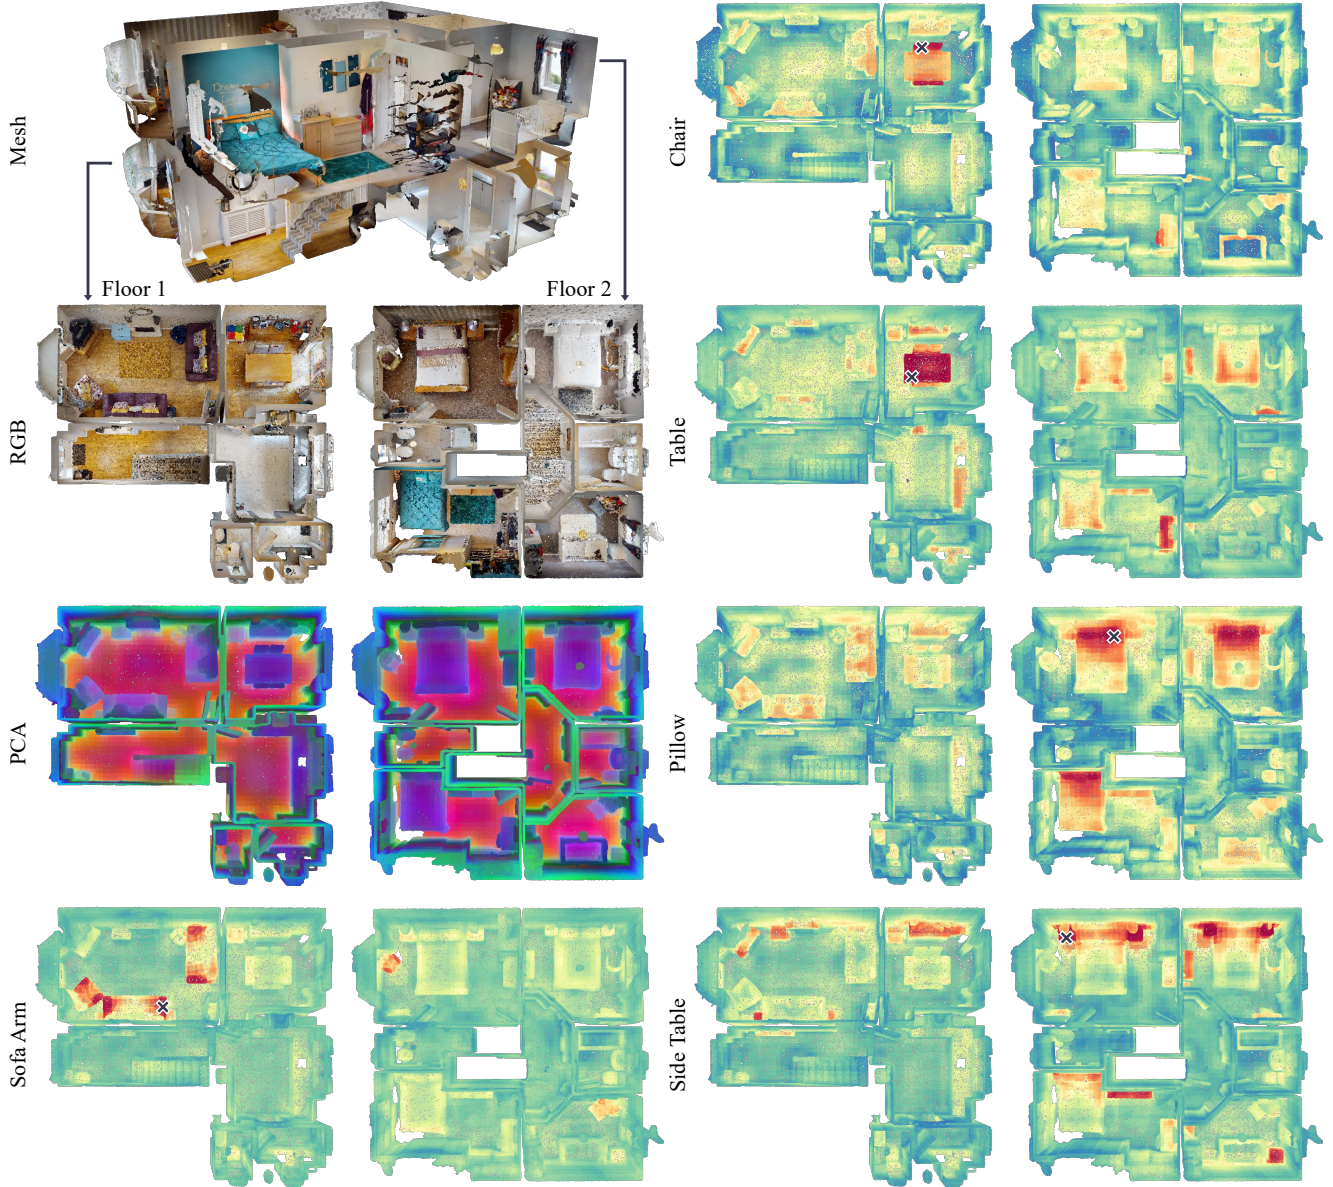 Mesh
Floor 1
Floor 2
RGB
PCA
Sofa Arm
Chair
Table
Pillow
Side Table